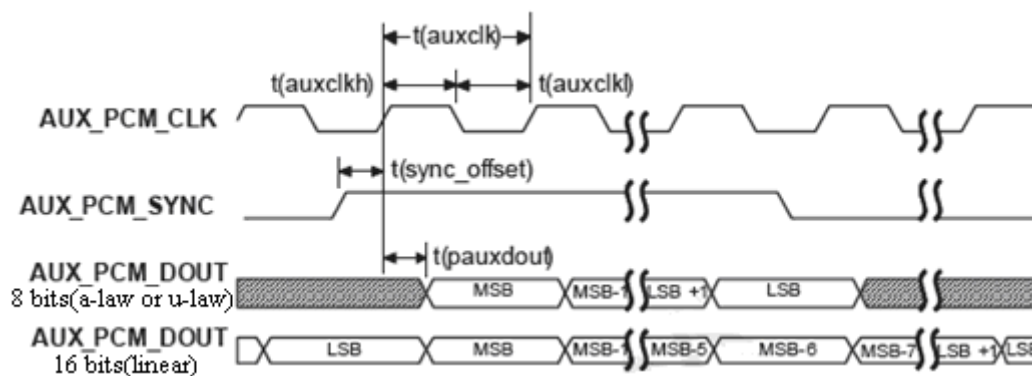 t(auxclk)
t(auxclkh) t(auxclkl)
AUX_PCM_CLK
t(sync_offset)
AUX_PCM_SYNC
t(pauxdout)
AUX_PCM_DOUT
8 bits(a-law or u-law) MSB MSB-1 LSB +1 LSB
AUX_PCM_DOUT
16 bits(linear) LSB MSB MSB-1 MSB-5 MSB-6 MSB-7 LSB +1 LSB